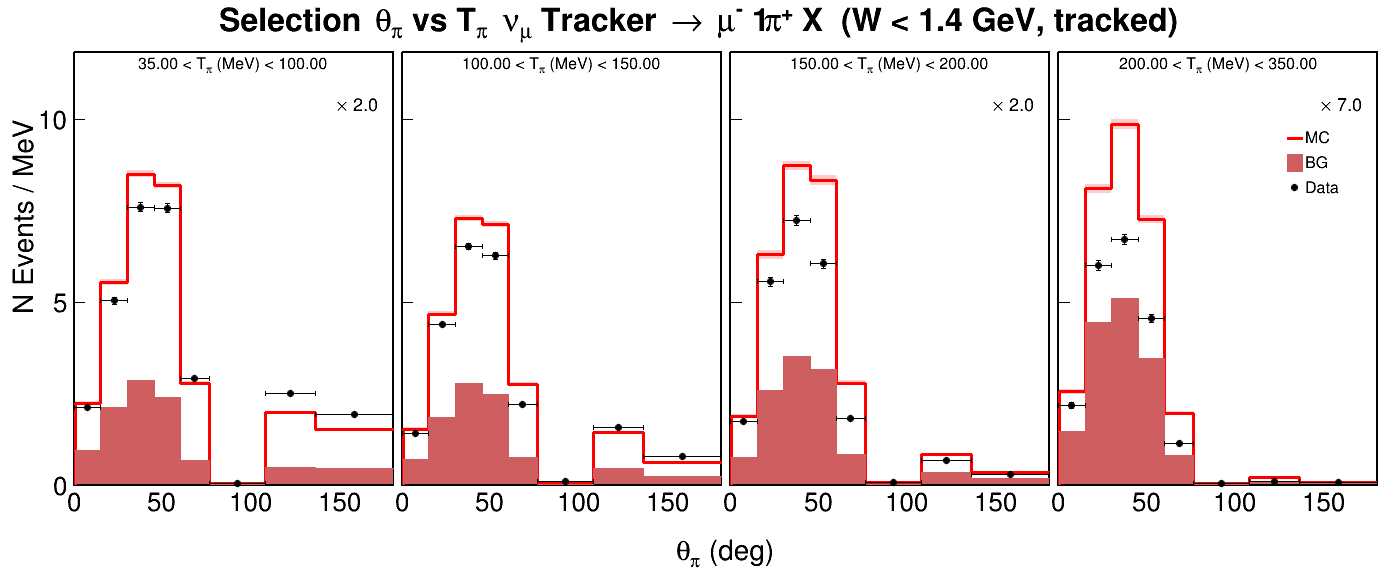 Selection θπ vs Tπ νμ Tracker → μ- 1π+ X (W < 1.4 GeV, tracked)
35.00 < Tπ (MeV) < 100.00
100.00 < Tπ (MeV) < 150.00
150.00 < Tπ (MeV) < 200.00
200.00 < Tπ (MeV) < 350.00
× 2.0
× 2.0
× 7.0
MC
BG
Data
N Events / MeV
10
5
0
0 50 100 150
0 50 100 150
0 50 100 150
0 50 100 150
θπ (deg)